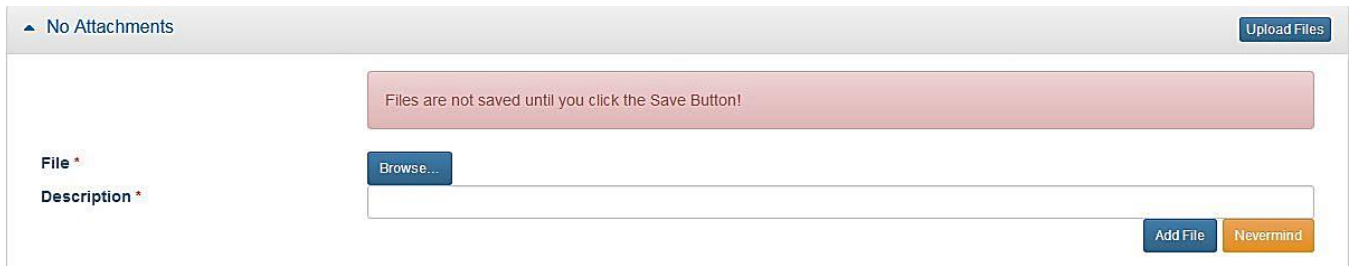 No Attachments
Upload Files
Files are not saved until you click the Save Button!
File *
Browse...
Description *
Add File
Nevermind